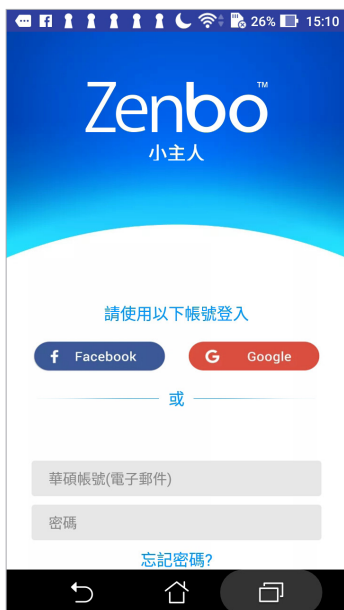 26% 15:10
Zenbo™
小主人
請使用以下帳號登入
f Facebook
G Google
或
華碩帳號(電子郵件)
密碼
忘記密碼?